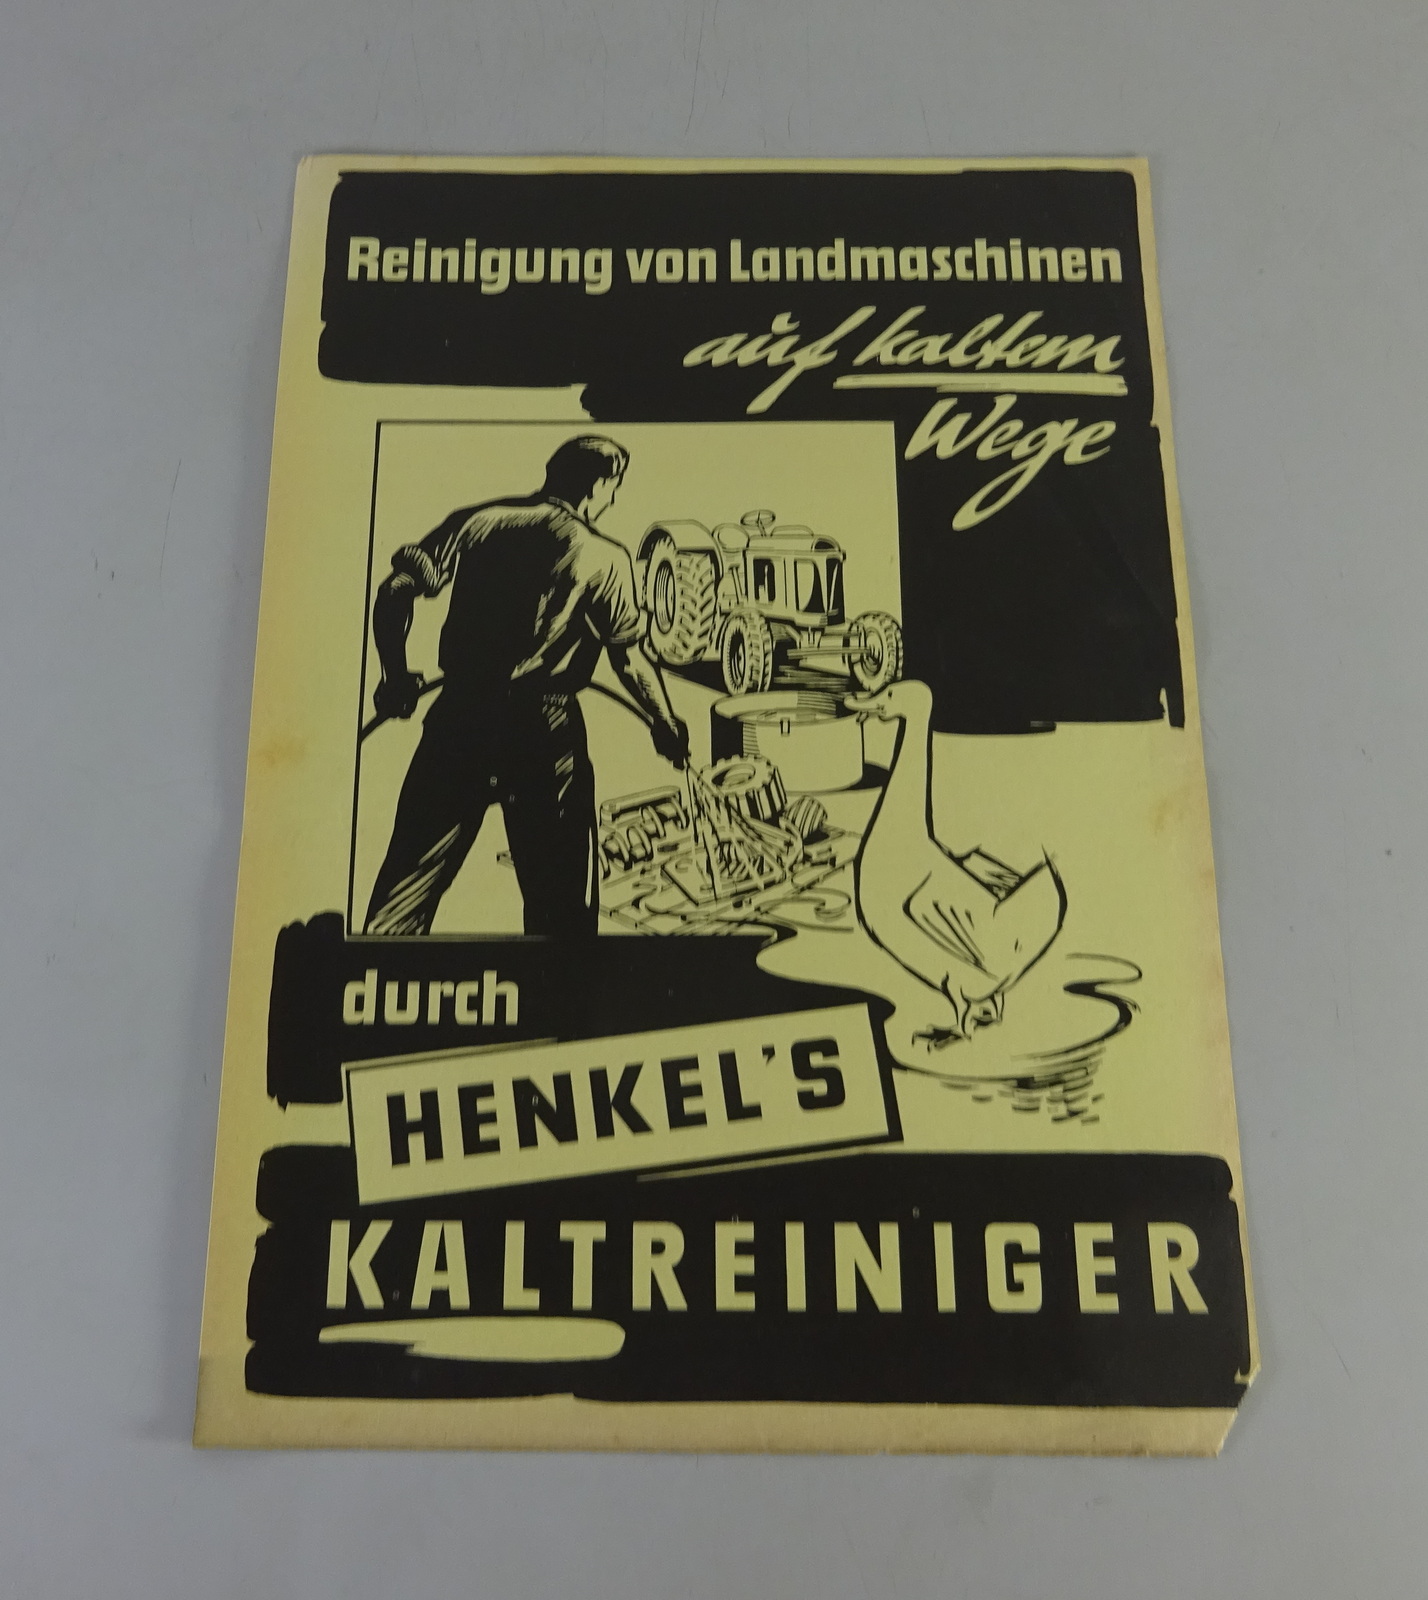 Reinigung von Landmaschinen
auf kaltem
Wege
durch
HENKEL'S
KALTREINIGER